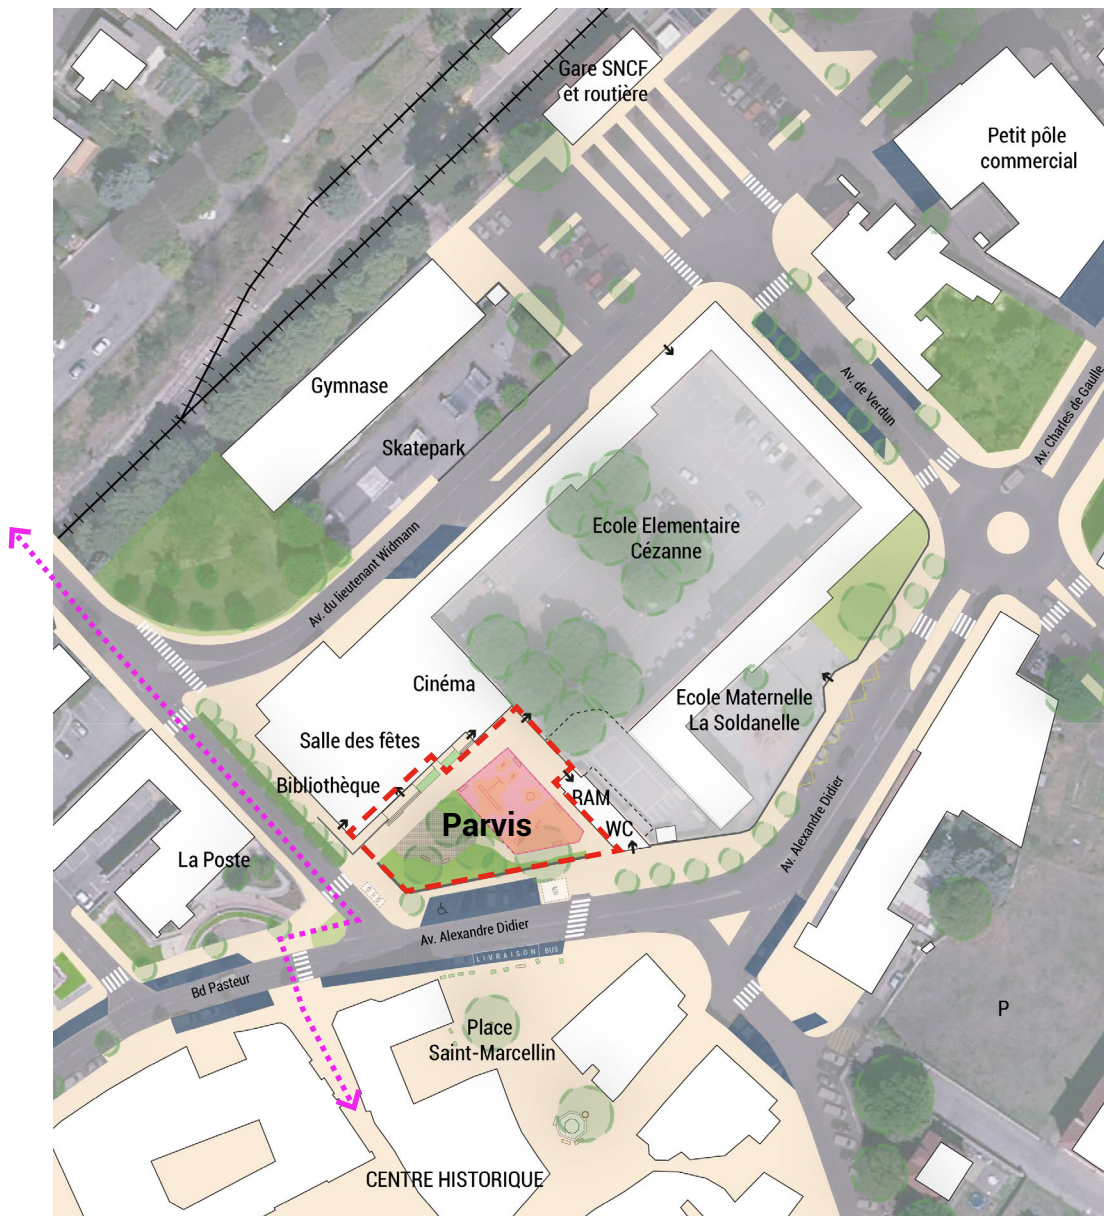 Gare SNCF
et routière
Petit pôle
commercial
Gymnase
Skatepark
Av. de Verdun
Av. Charles de Gaulle
Ecole Elementaire
Cézanne
Av. du lieutenant Widmann
Cinéma
Ecole Maternelle
La Soldanelle
Salle des fêtes
Bibliothèque
RAM
WC
Parvis
La Poste
Av. Alexandre Didier
Av. Alexandre Didier
LIVRAISON
BUS
Bd Pasteur
Place
Saint-Marcellin
P
CENTRE HISTORIQUE